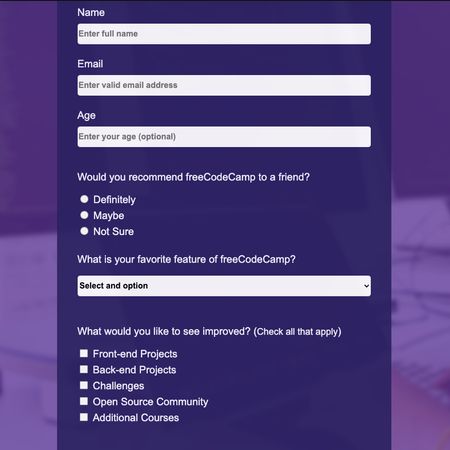 Name
Enter full name
Email
Enter valid email address
Age
Enter your age (optional)
Would you recommend freeCodeCamp to a friend?
Definitely
Maybe
Not Sure
What is your favorite feature of freeCodeCamp?
Select and option
What would you like to see improved? (Check all that apply)
Front-end Projects
Back-end Projects
Challenges
Open Source Community
Additional Courses